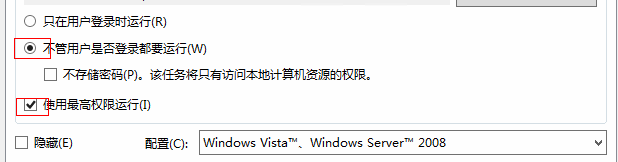 只在用户登录时运行(R)
不管用户是否登录都要运行(W)
不存储密码(P)。该任务将只有访问本地计算机资源的权限。
使用最高权限运行(I)
隐藏(E) 配置(C): Windows Vista™、Windows Server™ 2008